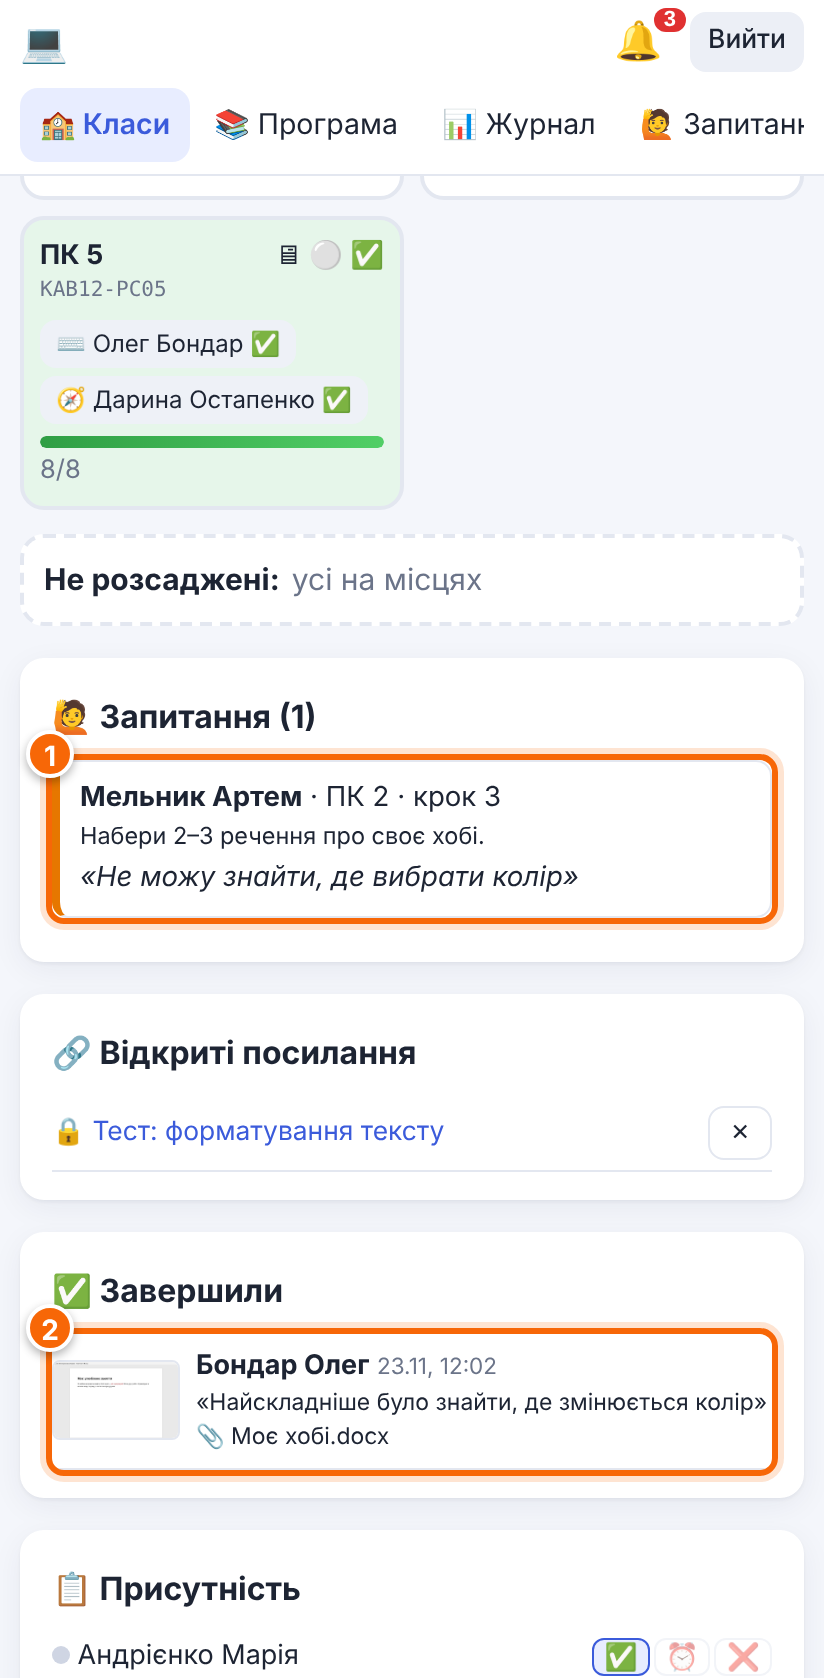 3
Вийти
Класи
Програма
Журнал
Запитан
ПК 5
KAB12-PC05
Олег Бондар
Дарина Остапенко
8/8
Не розсаджені: усі на місцях
Запитання (1)
1
Мельник Артем · ПК 2 · крок 3
Набери 2–3 речення про своє хобі.
«Не можу знайти, де вибрати колір»
Відкриті посилання
Тест: форматування тексту
×
Завершили
2
Бондар Олег 23.11, 12:02
«Найскладніше було знайти, де змінюється колір»
Моє хобі.docx
Присутність
Андрієнко Марія